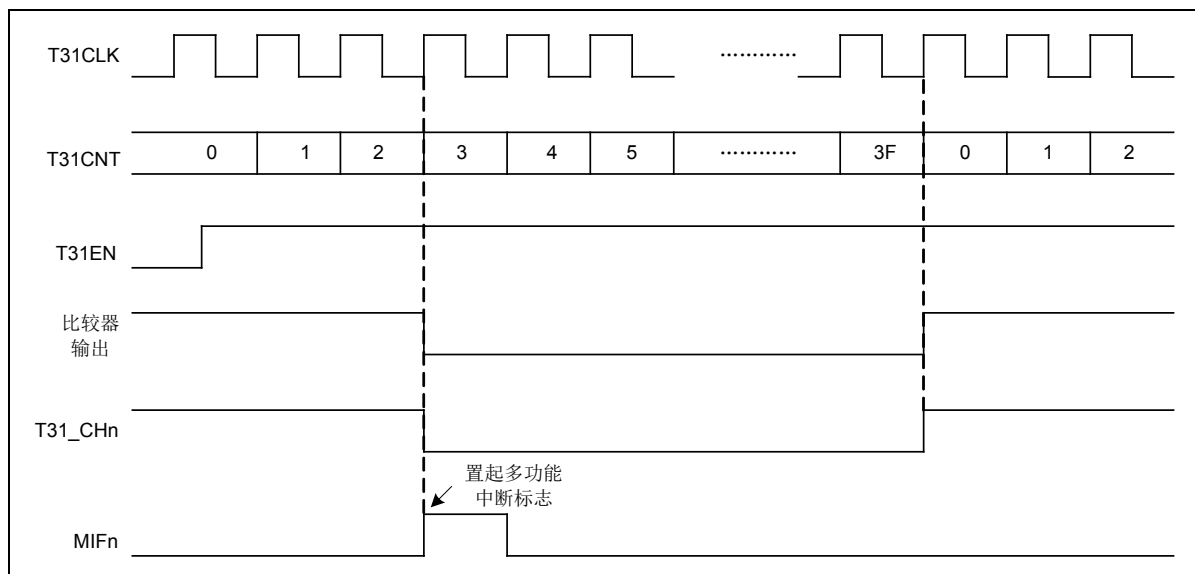 T31CLK
…………
T31CNT 0 1 2 3 4 5 ………… 3F 0 1 2
T31EN
比较器
输出
T31_CHn
置起多功能
中断标志
MIFn